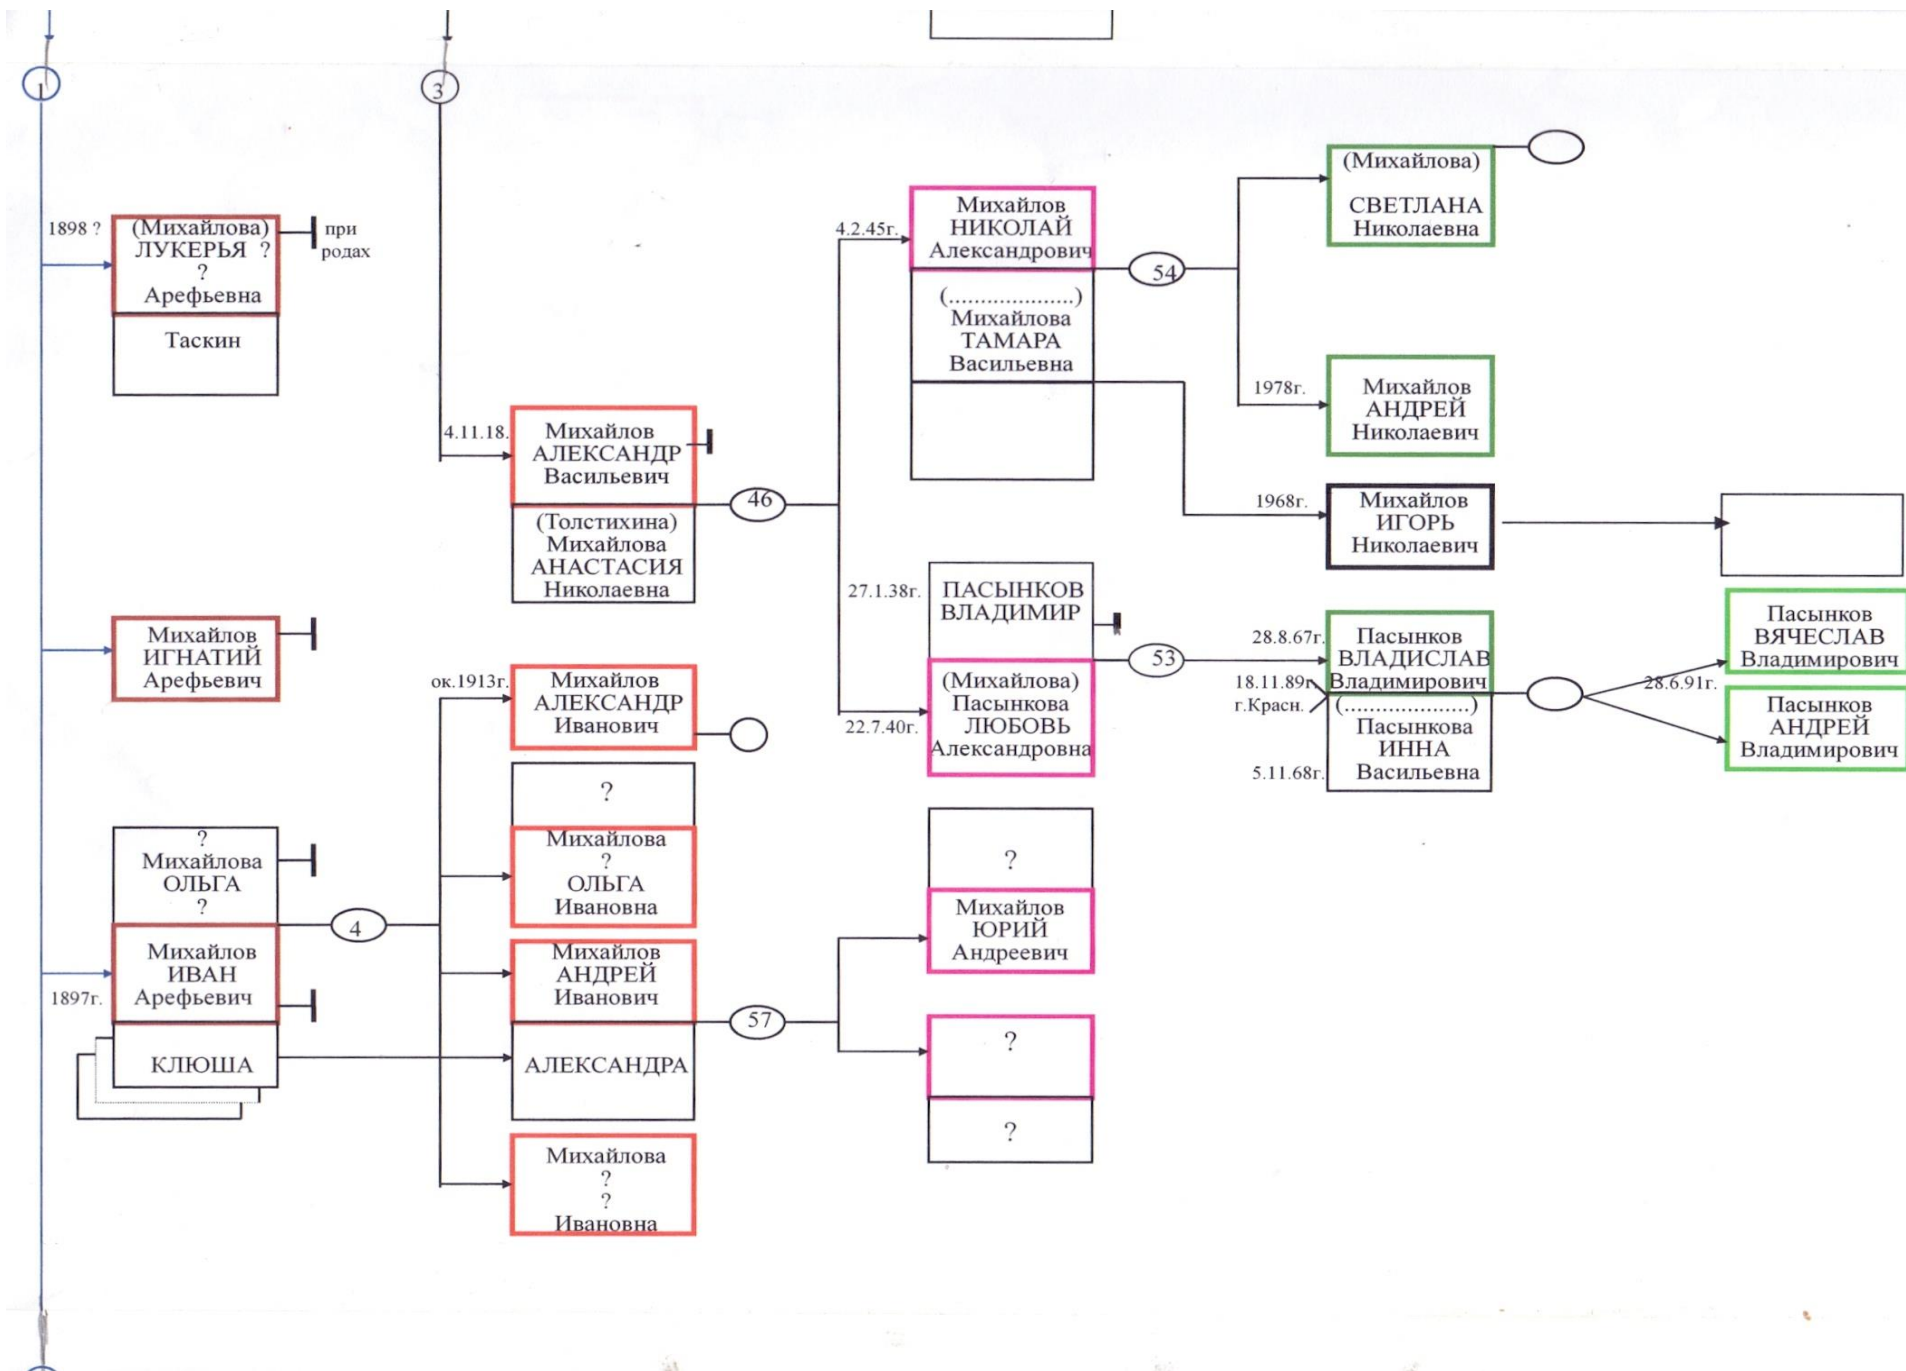 1
3
1898 ?
(Михайлова)
ЛУКЕРЬЯ ?
?
Арефьевна
при
родах
Таскин
Михайлов
ИГНАТИЙ
Арефьевич
?
Михайлова
ОЛЬГА
?
1897г.
Михайлов
ИВАН
Арефьевич
КЛЮША
4
4.11.18.
Михайлов
АЛЕКСАНДР
Васильевич
(Толстихина)
Михайлова
АНАСТАСИЯ
Николаевна
46
ок.1913г.
Михайлов
АЛЕКСАНДР
Иванович
?
Михайлова
?
ОЛЬГА
Ивановна
Михайлов
АНДРЕЙ
Иванович
АЛЕКСАНДРА
57
Михайлова
?
?
Ивановна
4.2.45г.
Михайлов
НИКОЛАЙ
Александрович
(.....................)
Михайлова
ТАМАРА
Васильевна
54
27.1.38г.
ПАСЫНКОВ
ВЛАДИМИР
22.7.40г.
(Михайлова)
Пасынкова
ЛЮБОВЬ
Александровна
53
?
Михайлов
ЮРИЙ
Андреевич
?
?
(Михайлова)
СВЕТЛАНА
Николаевна
1978г.
Михайлов
АНДРЕЙ
Николаевич
1968г.
Михайлов
ИГОРЬ
Николаевич
28.8.67г.
Пасынков
ВЛАДИСЛАВ
Владимирович
18.11.89г.
г.Красн.
(.....................)
Пасынкова
ИННА
Васильевна
5.11.68г.
Пасынков
ВЯЧЕСЛАВ
Владимирович
28.6.91г.
Пасынков
АНДРЕЙ
Владимирович